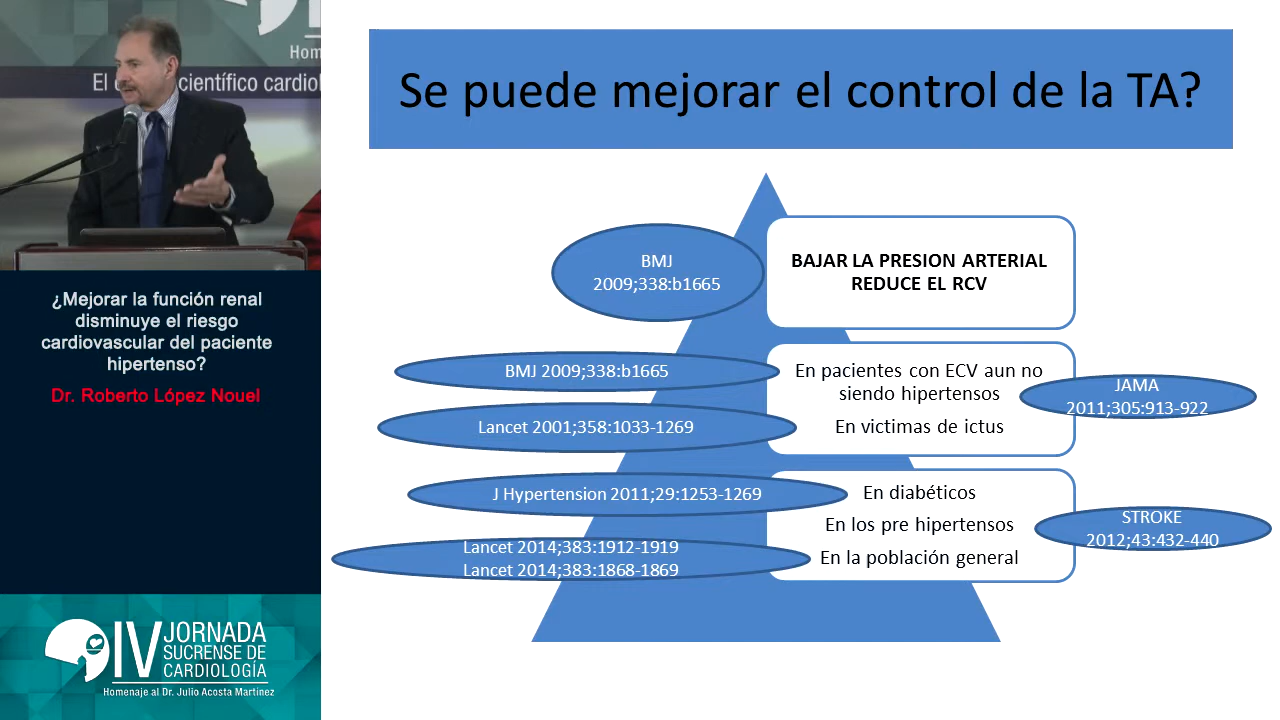 Hom
El científico cardiol
¿Mejorar la función renal
disminuye el riesgo
cardiovascular del paciente
hipertenso?
Dr. Roberto López Nouel
IV JORNADA
SUCRENSE DE
CARDIOLOGÍA
Homenaje al Dr. Julio Acosta Martínez
Se puede mejorar el control de la TA?
BMJ
2009;338:b1665
BAJAR LA PRESION ARTERIAL
REDUCE EL RCV
BMJ 2009;338:b1665
En pacientes con ECV aun no
siendo hipertensos
JAMA
2011;305:913-922
Lancet 2001;358:1033-1269
En victimas de ictus
J Hypertension 2011;29:1253-1269
En diabéticos
En los pre hipertensos
STROKE
2012;43:432-440
Lancet 2014;383:1912-1919
Lancet 2014;383:1868-1869
En la población general